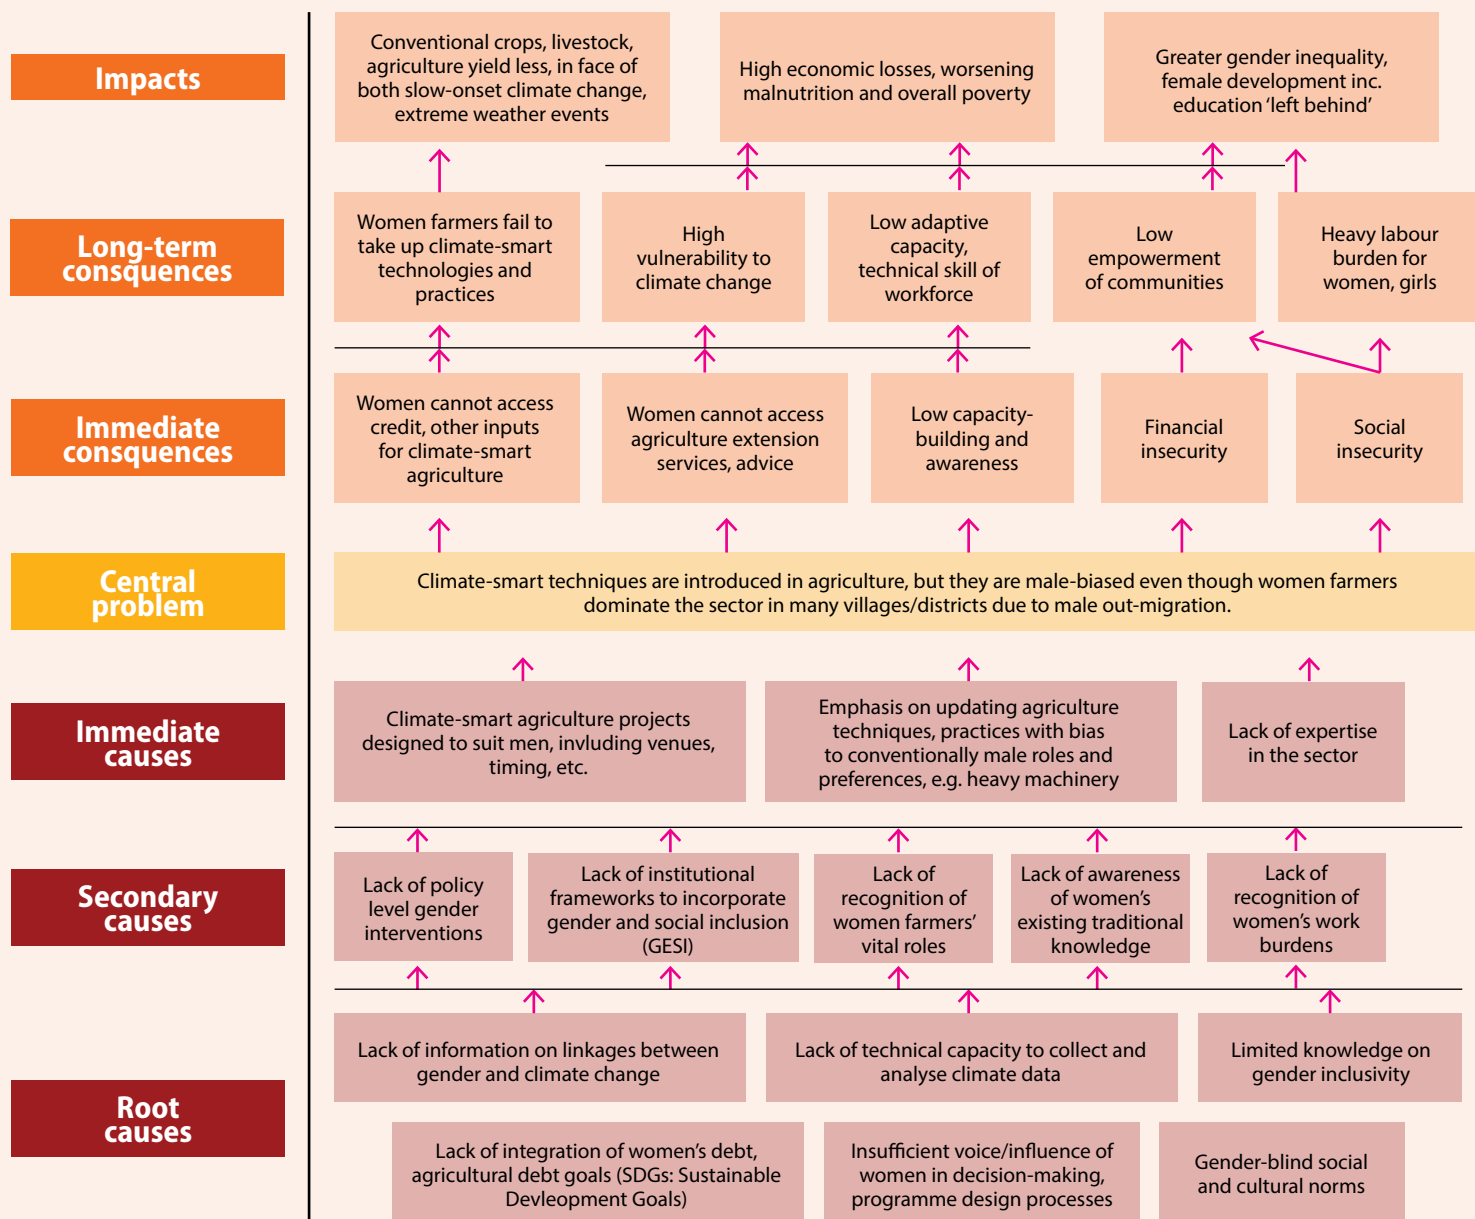 Impacts
Conventional crops, livestock,
agriculture yield less, in face of
both slow-onset climate change,
extreme weather events
High economic losses, worsening
malnutrition and overall poverty
Greater gender inequality,
female development inc.
education ‘left behind’
Long-term
consquences
Women farmers fail to
take up climate-smart
technologies and
practices
High
vulnerability to
climate change
Low adaptive
capacity,
technical skill of
workforce
Low
empowerment
of communities
Heavy labour
burden for
women, girls
Immediate
consquences
Women cannot access
credit, other inputs
for climate-smart
agriculture
Women cannot access
agriculture extension
services, advice
Low capacity-
building and
awareness
Financial
insecurity
Social
insecurity
Central
problem
Climate-smart techniques are introduced in agriculture, but they are male-biased even though women farmers
dominate the sector in many villages/districts due to male out-migration.
Immediate
causes
Climate-smart agriculture projects
designed to suit men, invluding venues,
timing, etc.
Emphasis on updating agriculture
techniques, practices with bias
to conventionally male roles and
preferences, e.g. heavy machinery
Lack of expertise
in the sector
Secondary
causes
Lack of policy
level gender
interventions
Lack of institutional
frameworks to incorporate
gender and social inclusion
(GESI)
Lack of
recognition of
women farmers’
vital roles
Lack of awareness
of women’s
existing traditional
knowledge
Lack of
recognition of
women’s work
burdens
Root
causes
Lack of information on linkages between
gender and climate change
Lack of technical capacity to collect and
analyse climate data
Limited knowledge on
gender inclusivity
Lack of integration of women’s debt,
agricultural debt goals (SDGs: Sustainable
Devleopment Goals)
Insufficient voice/influence of
women in decision-making,
programme design processes
Gender-blind social
and cultural norms